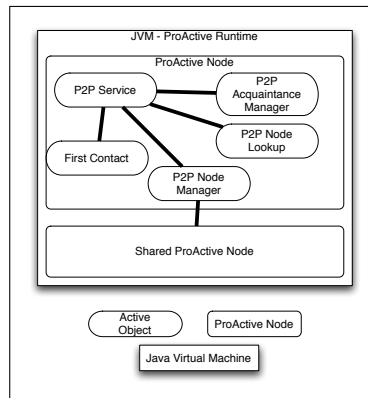 JVM - ProActive Runtime
ProActive Node
P2P Service
P2P
Acquaintance
Manager
P2P Node
Lookup
First Contact
P2P Node
Manager
Shared ProActive Node
Active
Object
ProActive Node
Java Virtual Machine